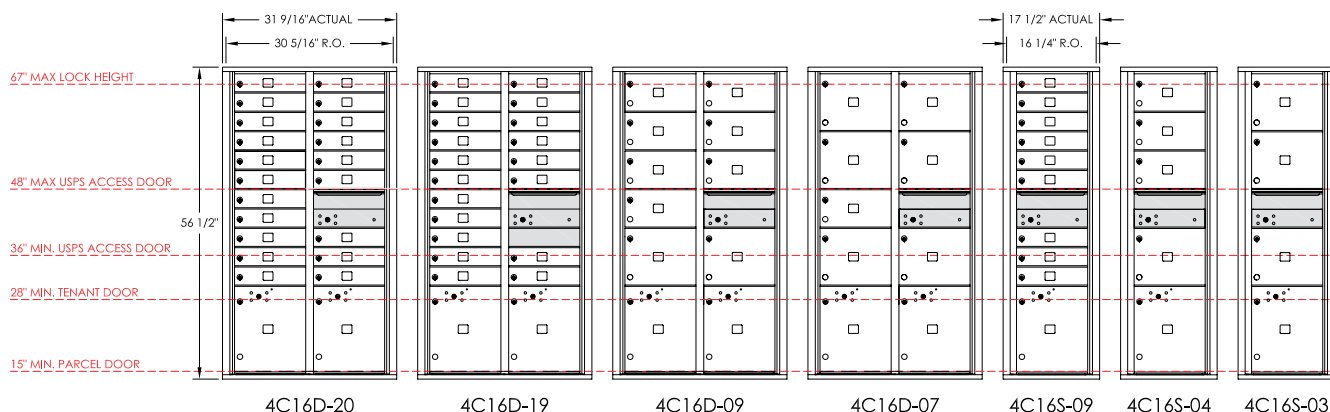 31 9/16"ACTUAL
30 5/16" R.O.
17 1/2" ACTUAL
16 1/4" R.O.
67" MAX LOCK HEIGHT
48" MAX USPS ACCESS DOOR
56 1/2"
36" MIN. USPS ACCESS DOOR
28" MIN. TENANT DOOR
15" MIN. PARCEL DOOR
4C16D-20
4C16D-19
4C16D-09
4C16D-07
4C16S-09
4C16S-04
4C16S-03